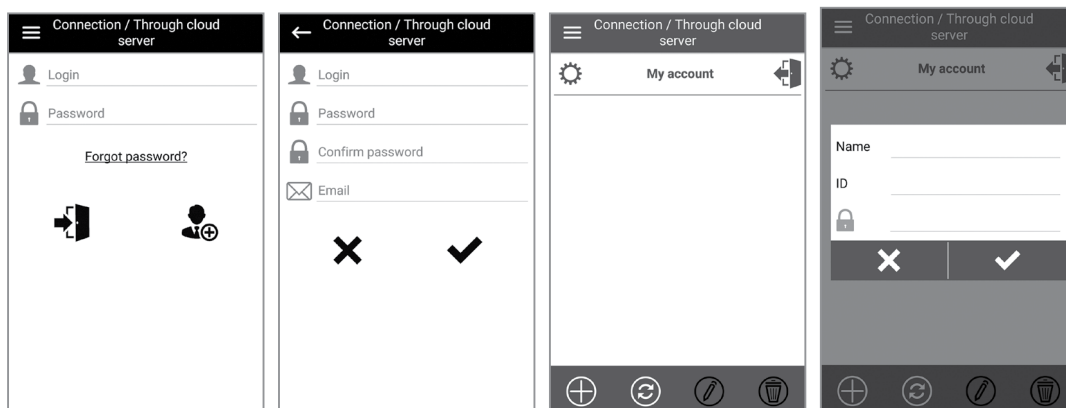 Connection / Through cloud
server
Login
Password
Forgot password?
Connection / Through cloud
server
Login
Password
Confirm password
Email
Connection / Through cloud
server
My account
Connection / Through cloud
server
My account
Name
ID